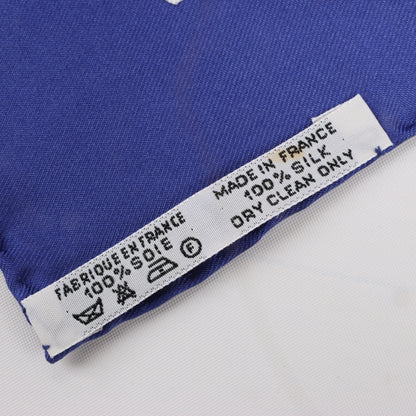 FABRIQUE EN FRANCE
100% SOIE
F
MADE IN FRANCE
100% SILK
DRY CLEAN ONLY